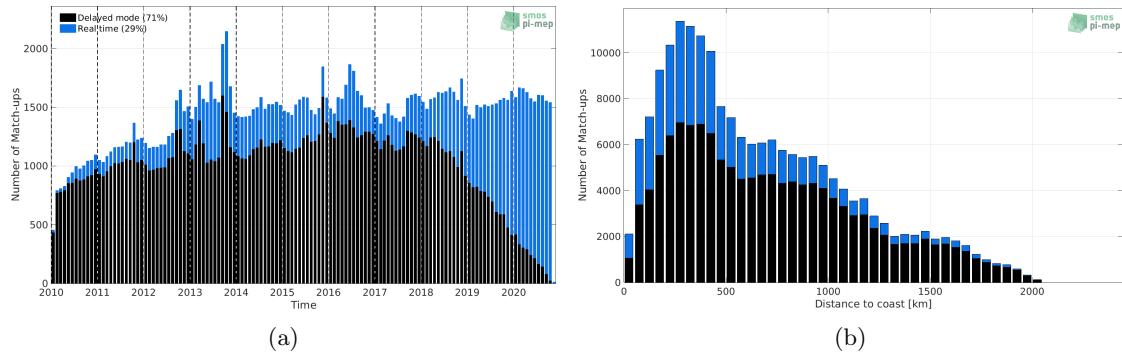 Delayed mode (71%)
Real time (29%)
smos
pi-mep
Number of Match-ups
2000
1500
1000
500
0
2010 2011 2012 2013 2014 2015 2016 2017 2018 2019 2020
Time
(a)
smos
pi-mep
Number of Match-ups
10000
8000
6000
4000
2000
0
0 500 1000 1500 2000
Distance to coast [km]
(b)